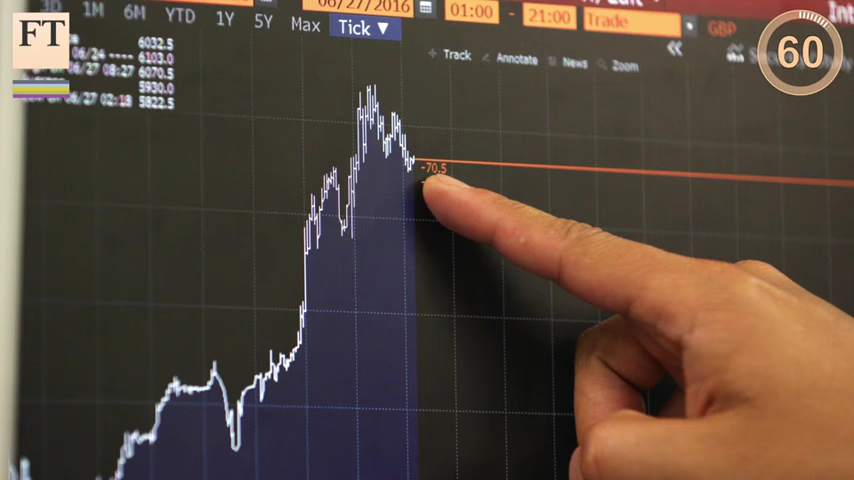 FT
3D 1M 6M YTD 1Y 5Y Max Tick ▼
06/27/2016
01:00 - 21:00
Trade
GBP
60
6032.5
06/24 ---- 6103.0
06/27 08:27 6070.5
5930.0
06/27 02:13 5822.5
+ Track Annotate News Zoom
-70.5